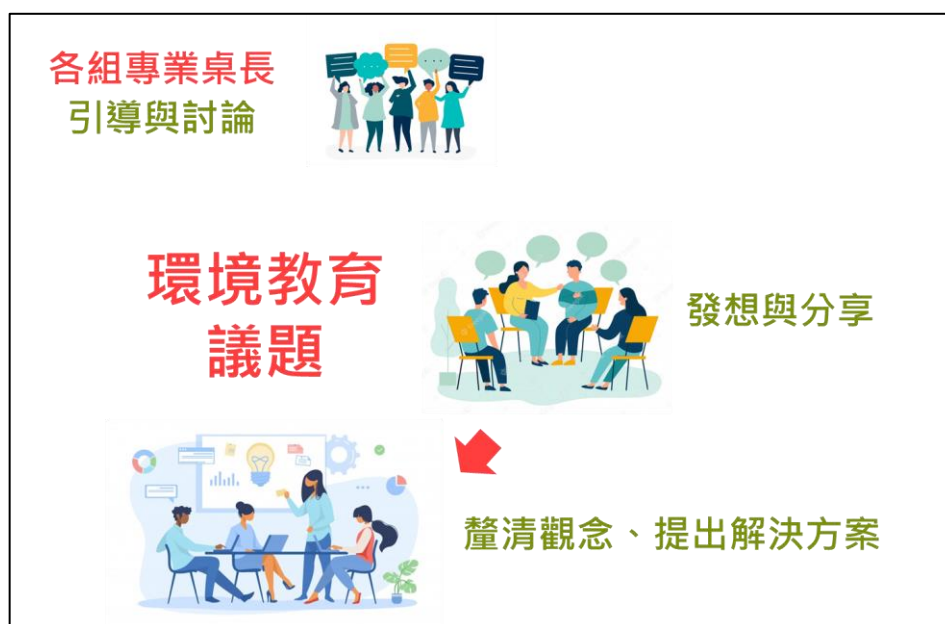 各組專業桌長
引導與討論
環境教育
議題
發想與分享
釐清觀念、提出解決方案